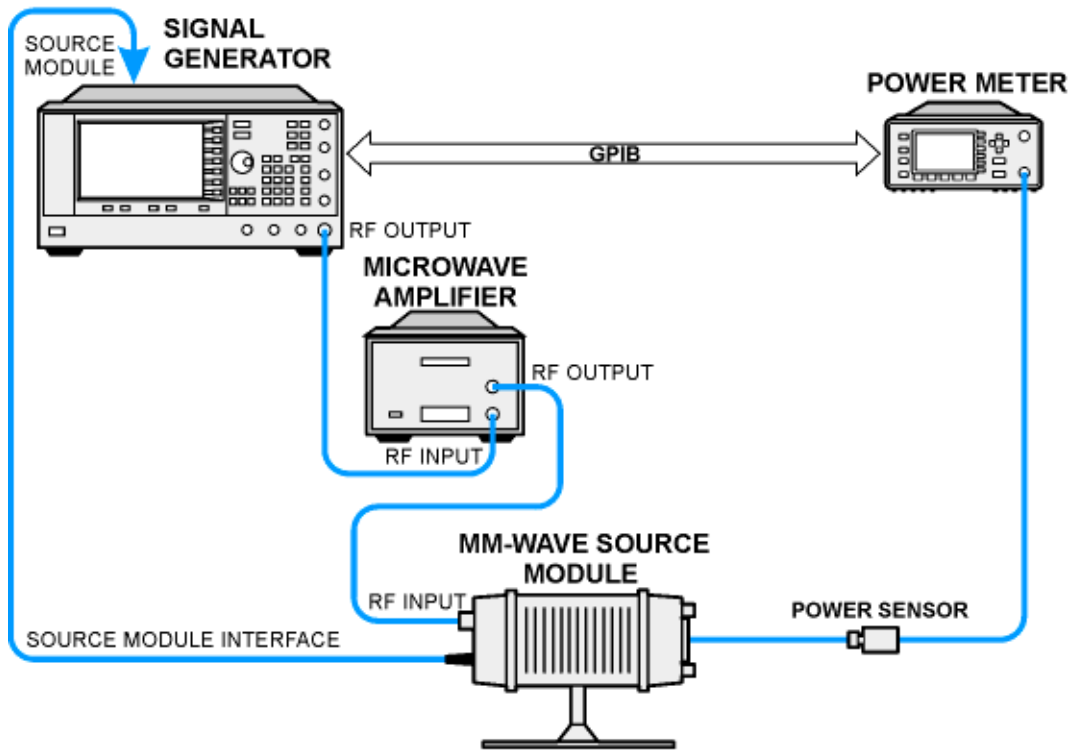 SIGNAL
GENERATOR
SOURCE
MODULE
POWER METER
GPIB
RF OUTPUT
MICROWAVE
AMPLIFIER
RF OUTPUT
RF INPUT
MM-WAVE SOURCE
MODULE
RF INPUT
POWER SENSOR
SOURCE MODULE INTERFACE